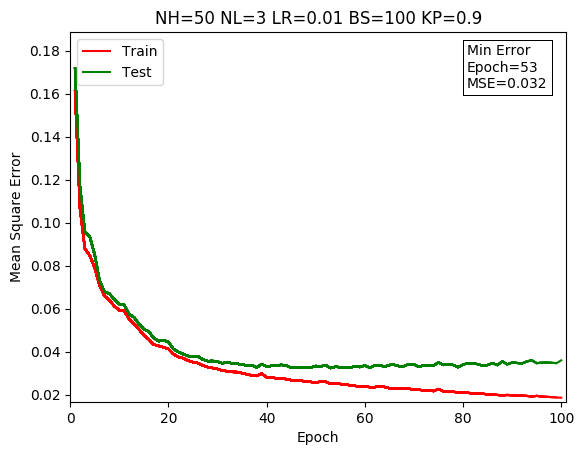 NH=50 NL=3 LR=0.01 BS=100 KP=0.9
Train
Test
Min Error
Epoch=53
MSE=0.032
Mean Square Error
0.18
0.16
0.14
0.12
0.10
0.08
0.06
0.04
0.02
0 20 40 60 80 100
Epoch